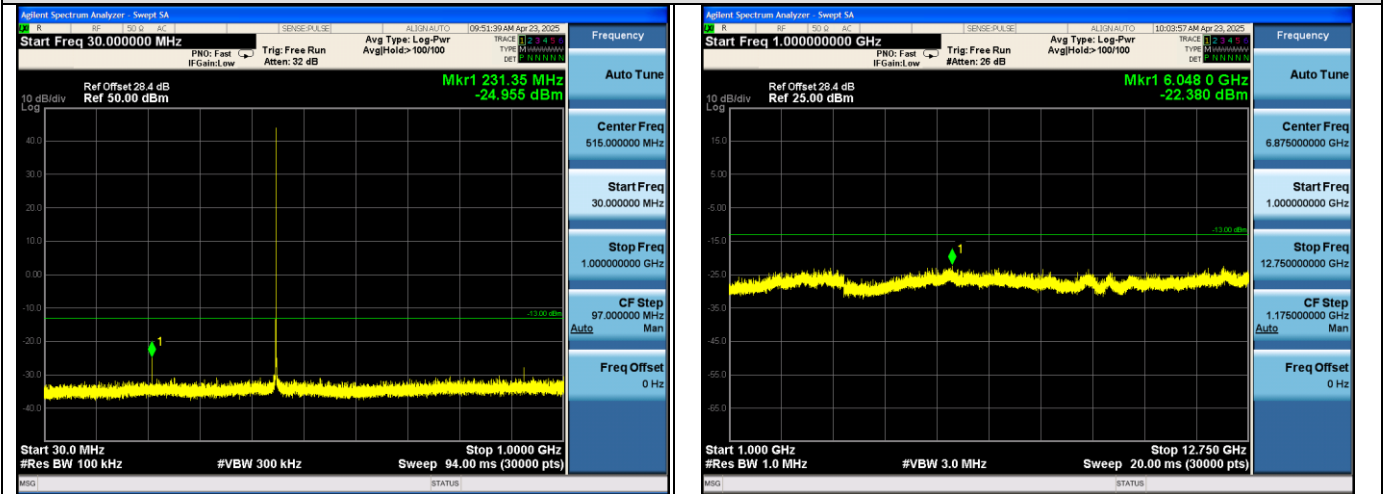 Agilent Spectrum Analyzer - Swept SA
R RF 50 Ω AC SENSE:PULSE ALIGN AUTO 09:51:39 AM Apr 23, 2025
Start Freq 30.000000 MHz
PNO: Fast
IFGain:Low
Trig: Free Run
Atten: 32 dB
Avg Type: Log-Pwr
Avg|Hold:>100/100
TRACE 1 2 3 4 5 6
TYPE M
DET P N N N N N
Ref Offset 28.4 dB
Ref 50.00 dBm
10 dB/div
Log
Mkr1 231.35 MHz
-24.955 dBm
40.0
30.0
20.0
10.0
0.00
-10.0
-20.0
-30.0
-40.0
-13.00 dBm
1
Start 30.0 MHz
Stop 1.0000 GHz
#Res BW 100 kHz
#VBW 300 kHz
Sweep 94.00 ms (30000 pts)
MSG
STATUS
Frequency
Auto Tune
Center Freq
515.000000 MHz
Start Freq
30.000000 MHz
Stop Freq
1.000000000 GHz
CF Step
97.000000 MHz
Auto Man
Freq Offset
0 Hz
Agilent Spectrum Analyzer - Swept SA
R RF 50 Ω AC SENSE:PULSE ALIGN AUTO 10:03:57 AM Apr 23, 2025
Start Freq 1.000000000 GHz
PNO: Fast
IFGain:Low
Trig: Free Run
#Atten: 26 dB
Avg Type: Log-Pwr
Avg|Hold:>100/100
TRACE 1 2 3 4 5 6
TYPE M
DET P N N N N N
Ref Offset 28.4 dB
Ref 25.00 dBm
10 dB/div
Log
Mkr1 6.048 0 GHz
-22.380 dBm
15.0
5.00
-5.00
-15.0
-25.0
-35.0
-45.0
-55.0
-65.0
-13.00 dBm
1
Start 1.000 GHz
Stop 12.750 GHz
#Res BW 1.0 MHz
#VBW 3.0 MHz
Sweep 20.00 ms (30000 pts)
MSG
STATUS
Frequency
Auto Tune
Center Freq
6.875000000 GHz
Start Freq
1.000000000 GHz
Stop Freq
12.750000000 GHz
CF Step
1.175000000 GHz
Auto Man
Freq Offset
0 Hz